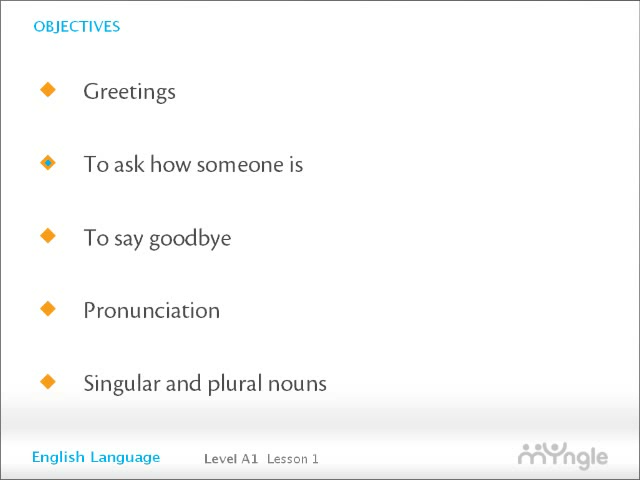 OBJECTIVES
Greetings
To ask how someone is
To say goodbye
Pronunciation
Singular and plural nouns
English Language Level A1 Lesson 1
myngle